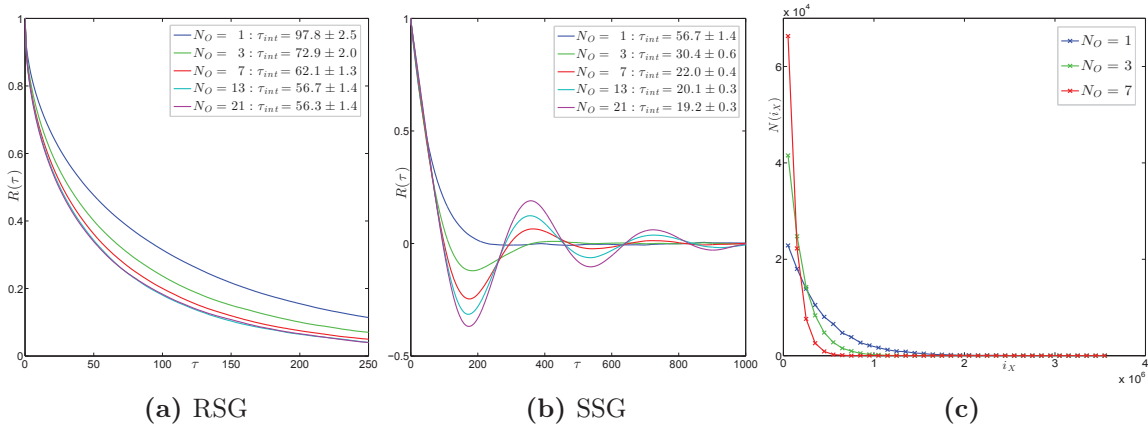 1
0.8
0.6
0.4
0.2
0
0 50 100 150 200 250
R(τ)
τ
N_O = 1 : τ_int = 97.8 ± 2.5
N_O = 3 : τ_int = 72.9 ± 2.0
N_O = 7 : τ_int = 62.1 ± 1.3
N_O = 13 : τ_int = 56.7 ± 1.4
N_O = 21 : τ_int = 56.3 ± 1.4
(a) RSG
1
0.5
0
−0.5
0 200 400 600 800 1000
R(τ)
τ
N_O = 1 : τ_int = 56.7 ± 1.4
N_O = 3 : τ_int = 30.4 ± 0.6
N_O = 7 : τ_int = 22.0 ± 0.4
N_O = 13 : τ_int = 20.1 ± 0.3
N_O = 21 : τ_int = 19.2 ± 0.3
(b) SSG
x 10⁴
6
4
2
0
0 1 2 3 4
x 10⁶
N(i_X)
i_X
N_O = 1
N_O = 3
N_O = 7
(c)